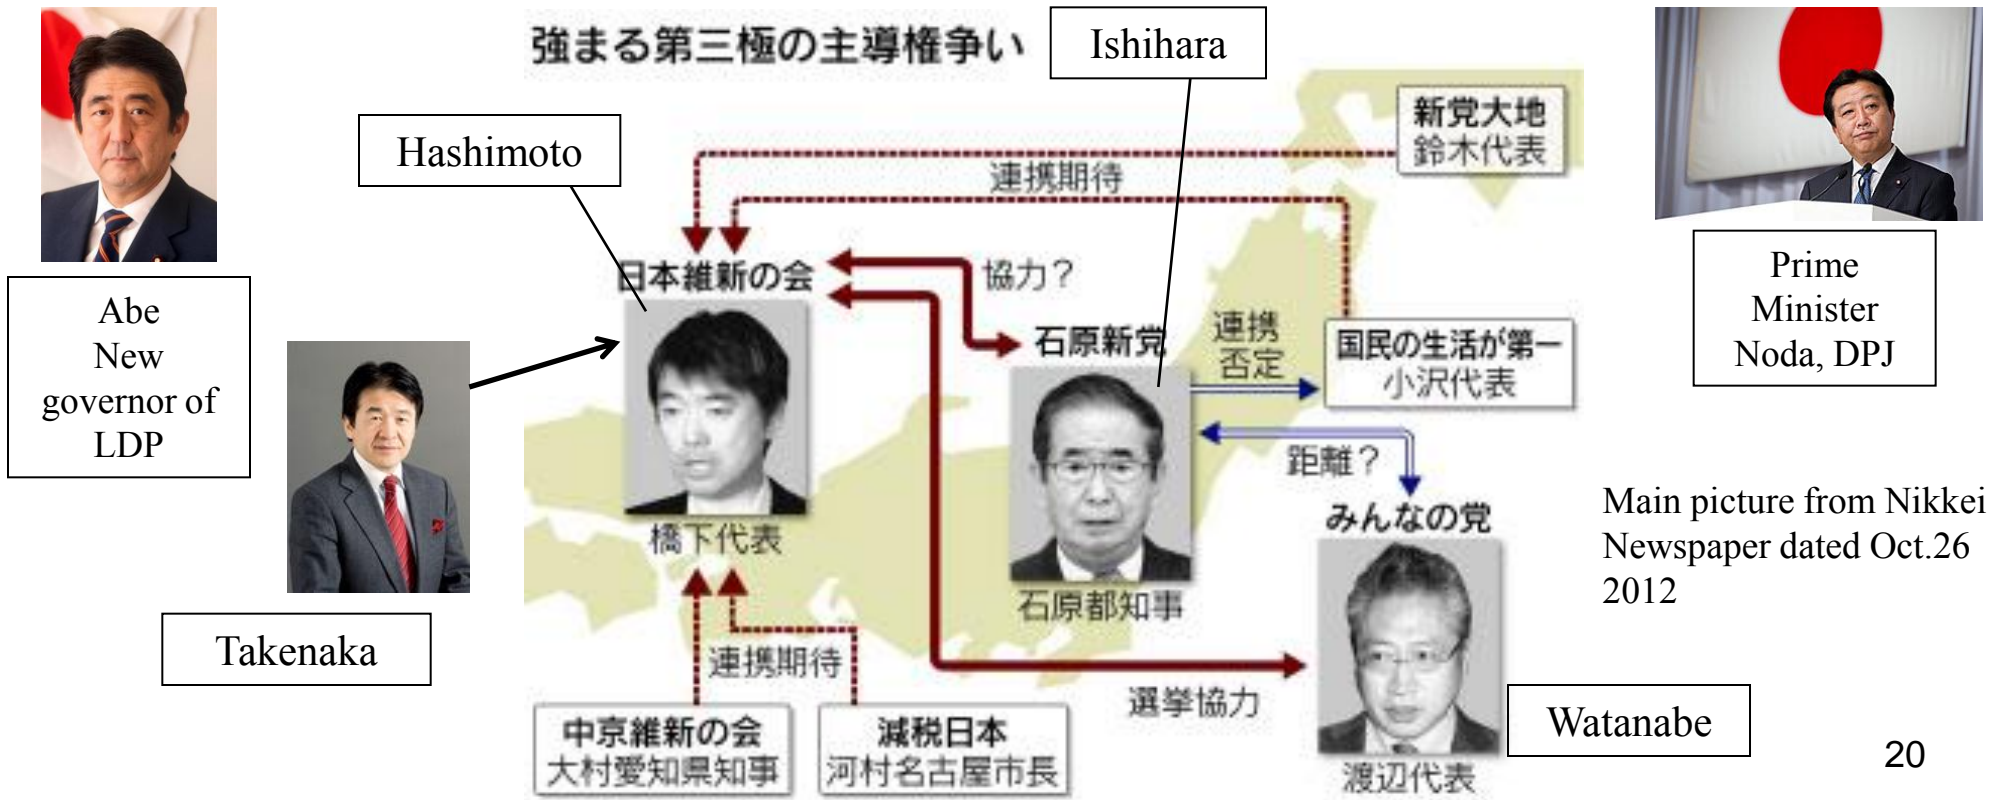 強まる第三極の主導権争い
Ishihara
新党大地
鈴木代表
Hashimoto
連携期待
日本維新の会
協力？
石原新党
連携
否定
国民の生活が第一
小沢代表
Prime
Minister
Noda, DPJ
Abe
New
governor of
LDP
距離？
みんなの党
橋下代表
Main picture from Nikkei
Newspaper dated Oct.26
2012
石原都知事
Takenaka
連携期待
選挙協力
Watanabe
中京維新の会
大村愛知県知事
減税日本
河村名古屋市長
渡辺代表
20